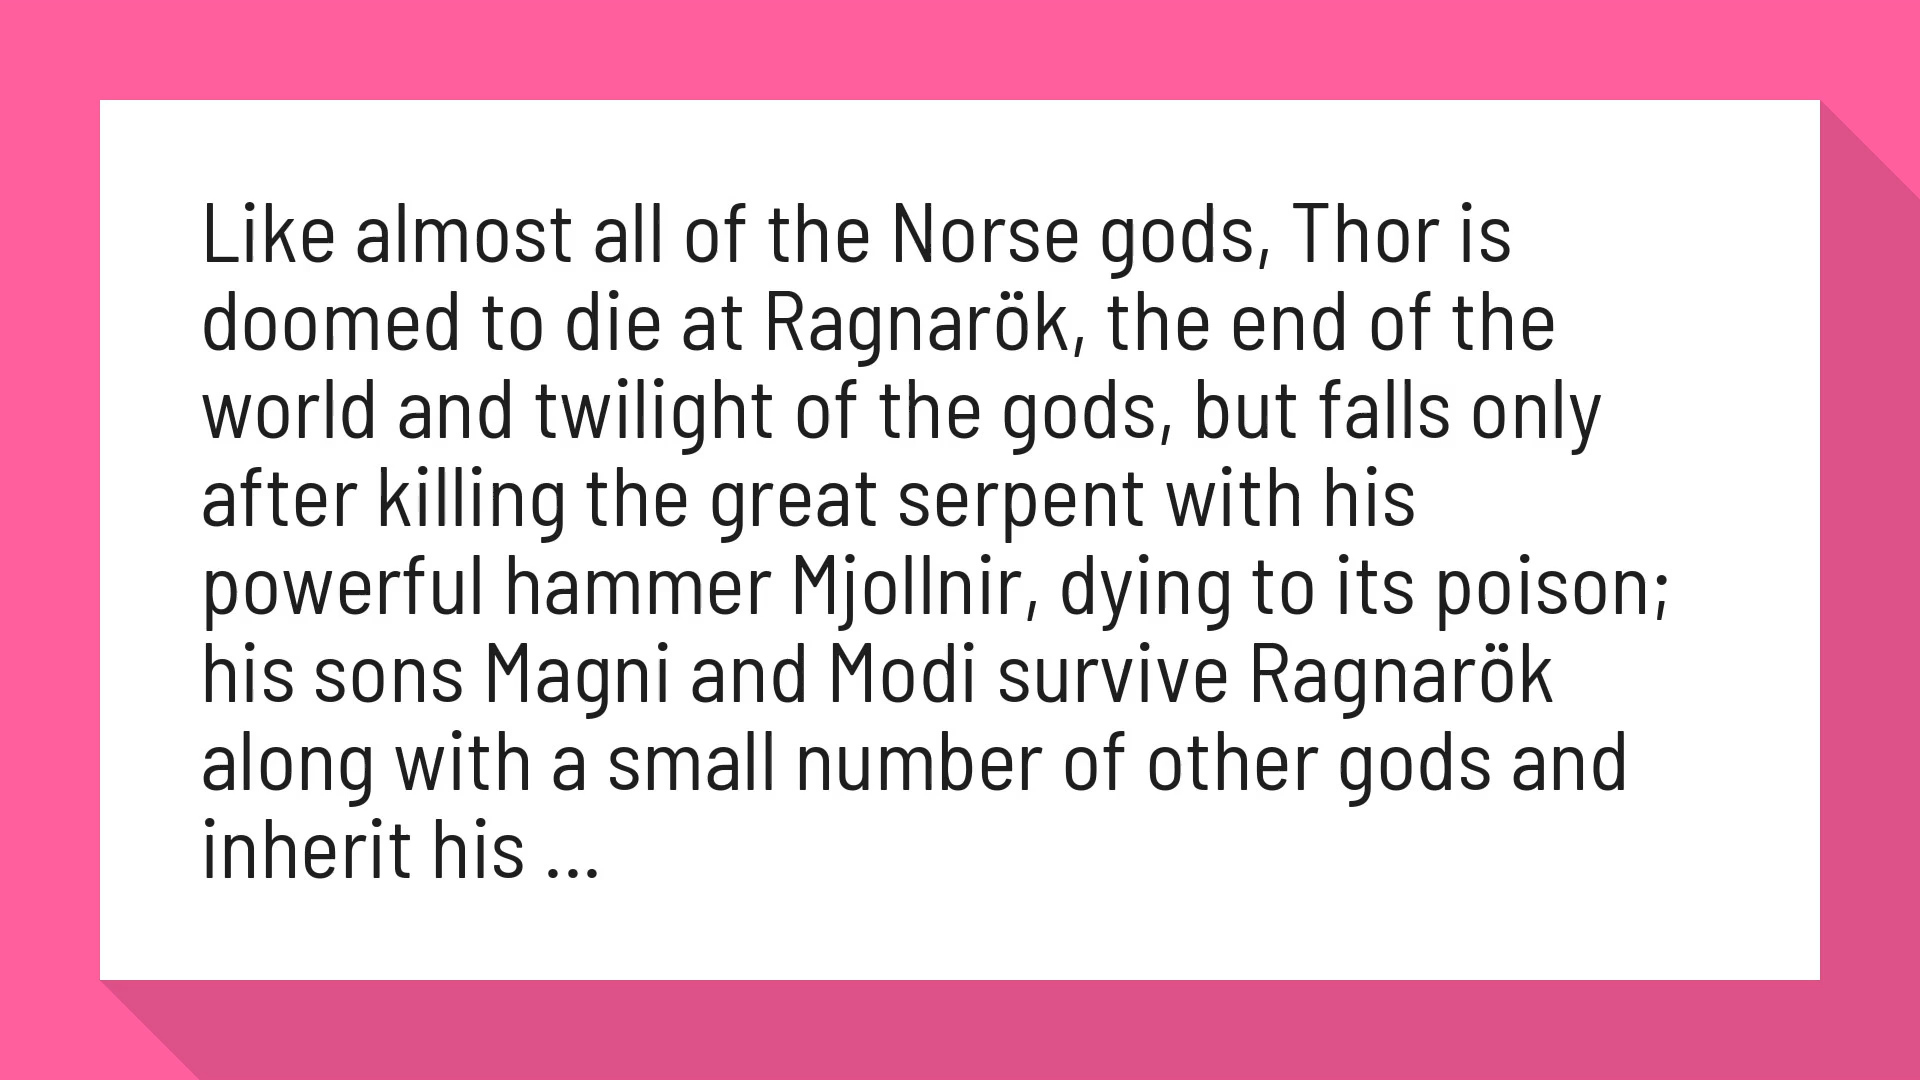 Like almost all of the Norse gods, Thor is
doomed to die at Ragnarök, the end of the
world and twilight of the gods, but falls only
after killing the great serpent with his
powerful hammer Mjollnir, dying to its poison;
his sons Magni and Modi survive Ragnarök
along with a small number of other gods and
inherit his ...